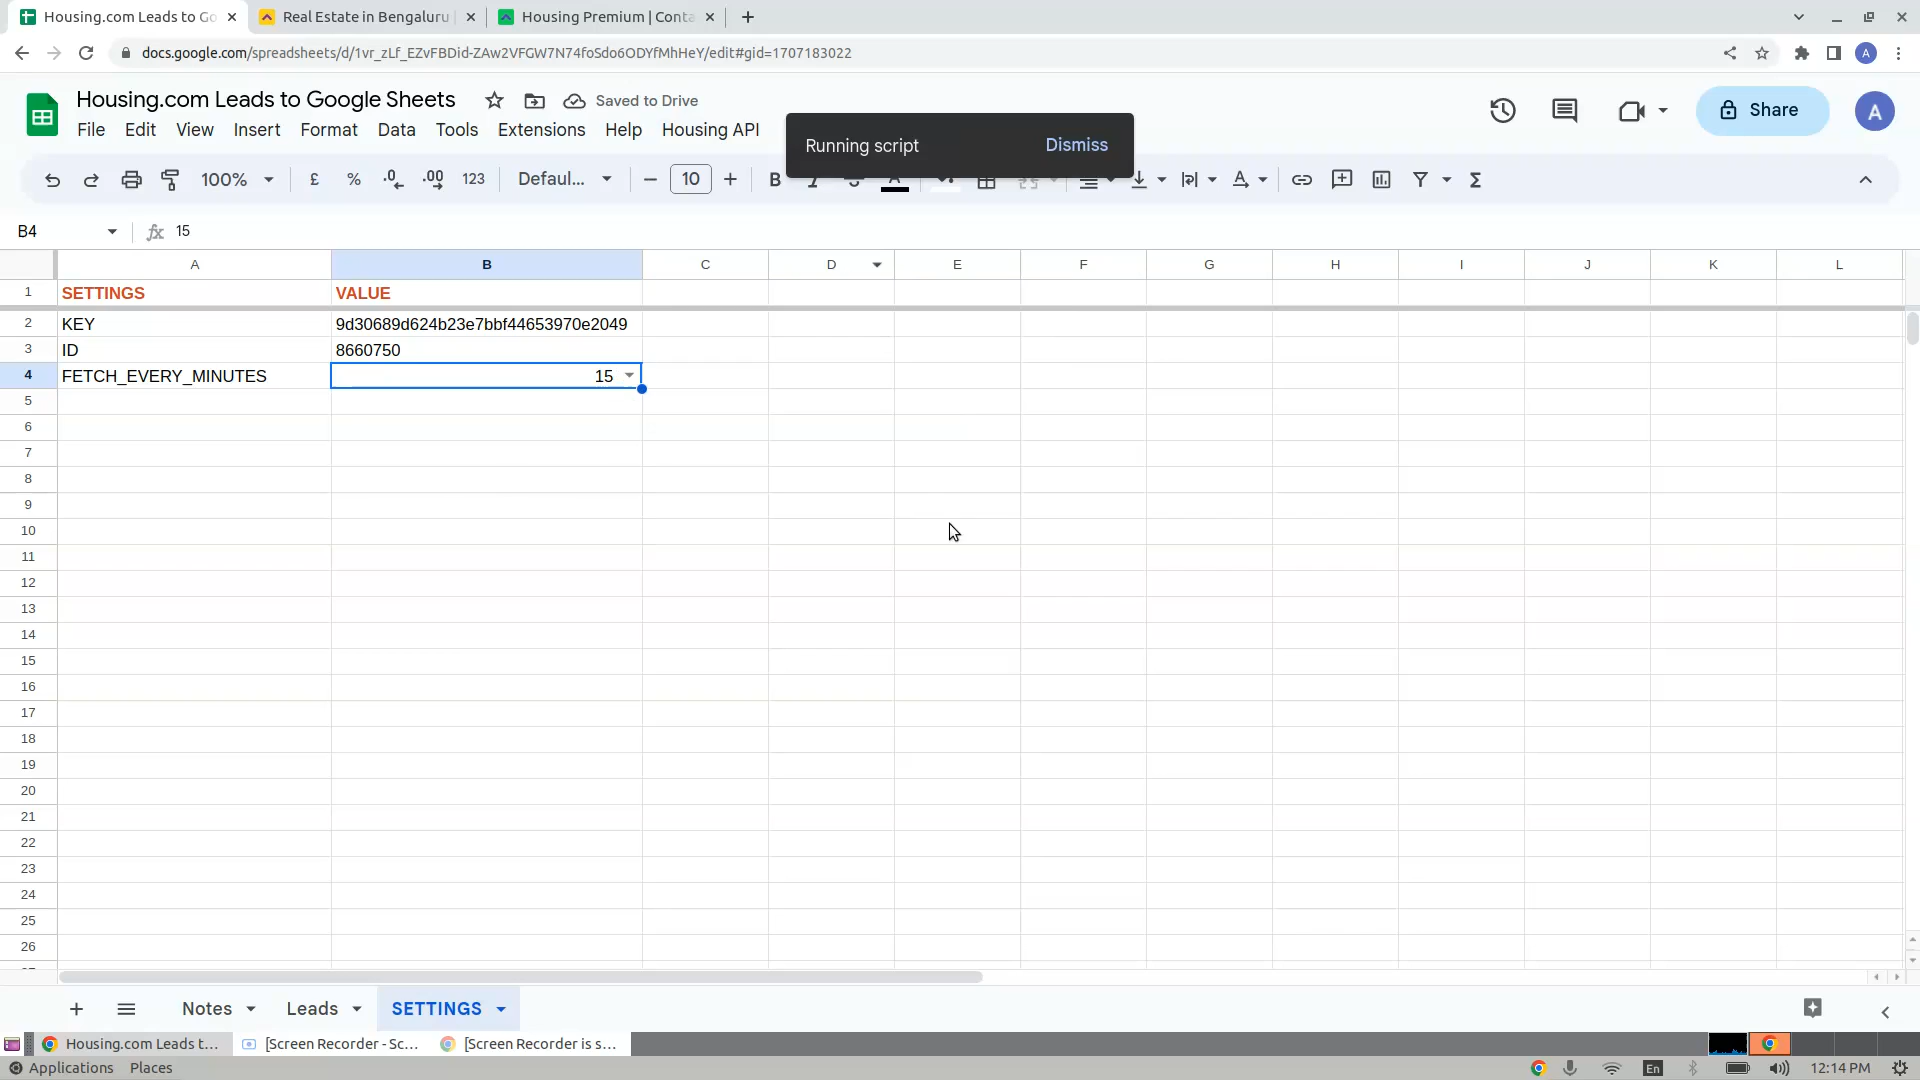 Housing.com Leads to Go
Real Estate in Bengaluru
Housing Premium | Conta
docs.google.com/spreadsheets/d/1vr_zLf_EZvFBDid-ZAw2VFGW7N74foSdo6ODYfMhHeY/edit#gid=1707183022
A
Housing.com Leads to Google Sheets
Saved to Drive
File Edit View Insert Format Data Tools Extensions Help Housing API
Running script Dismiss
Share
A
100% £ % .0 .00 123 Defaul... 10 B I S A
B4 fx 15
A B C D E F G H I J K L
1 SETTINGS VALUE
2 KEY 9d30689d624b23e7bbf44653970e2049
3 ID 8660750
4 FETCH_EVERY_MINUTES 15
5
6
7
8
9
10
11
12
13
14
15
16
17
18
19
20
21
22
23
24
25
26
Notes Leads SETTINGS
Housing.com Leads t... [Screen Recorder - Sc... [Screen Recorder is s...
Applications Places En 12:14 PM